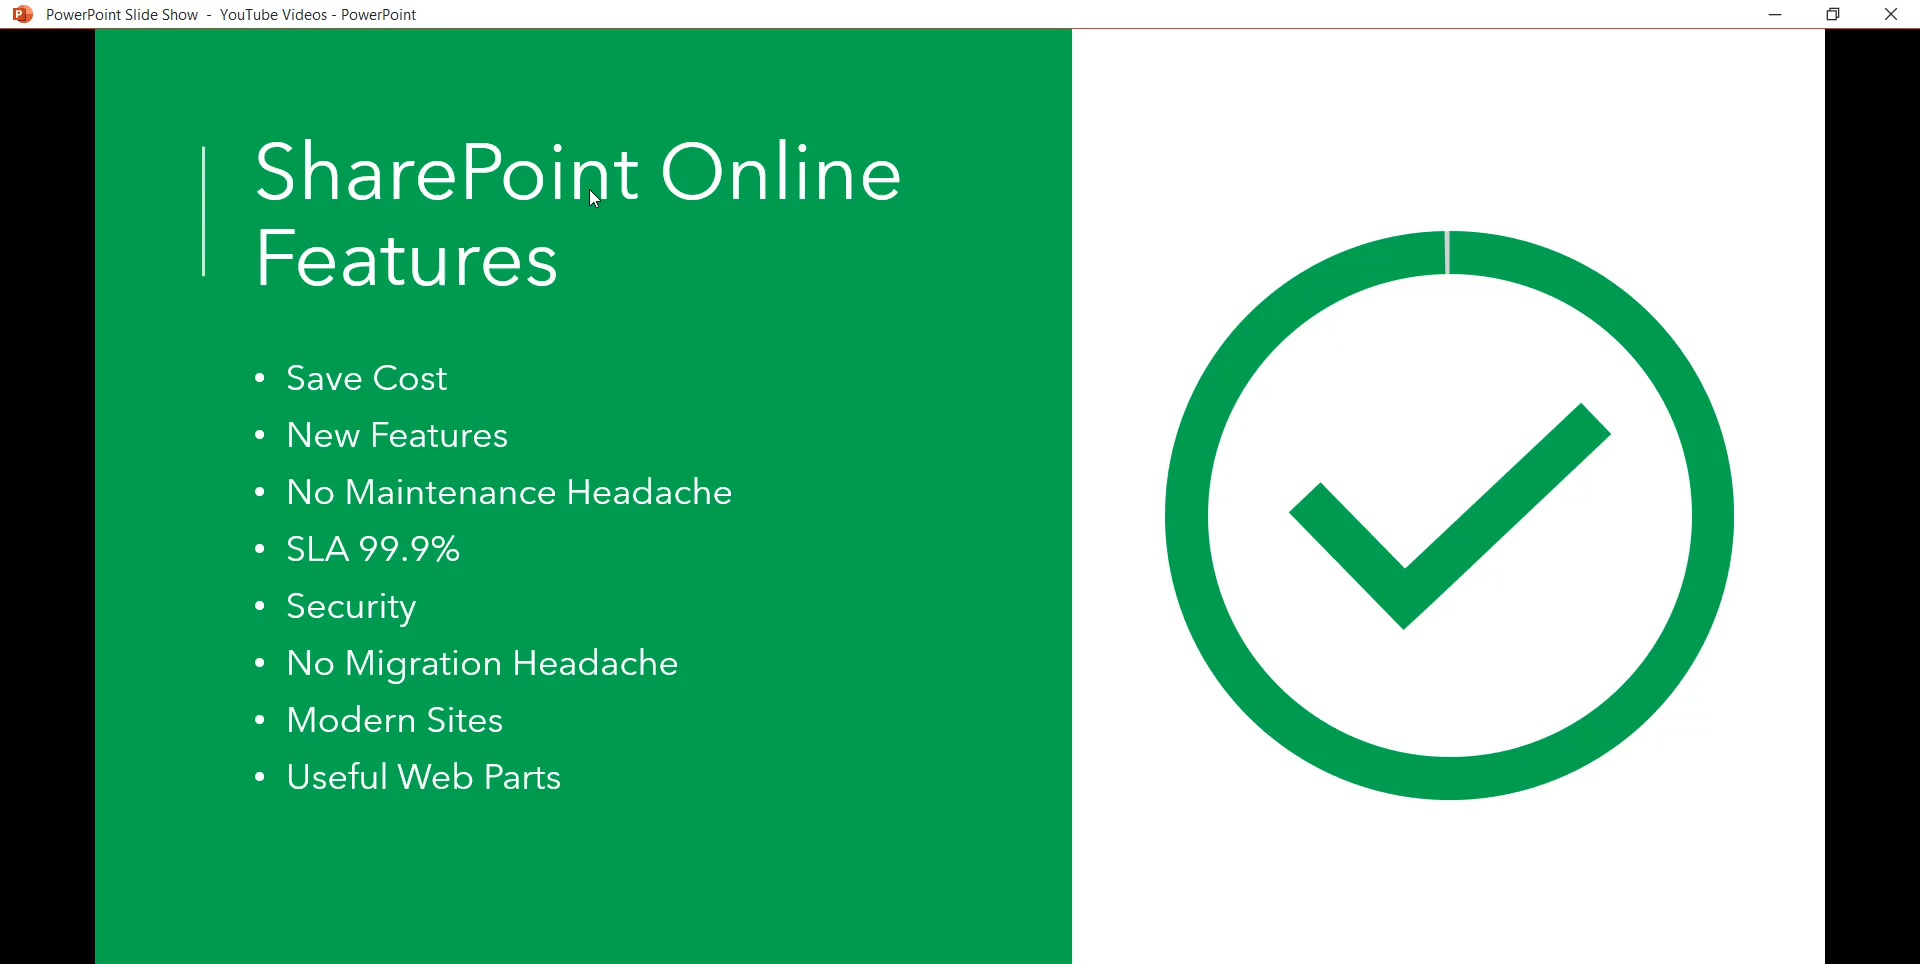 PowerPoint Slide Show - YouTube Videos - PowerPoint
SharePoint Online
Features
• Save Cost
• New Features
• No Maintenance Headache
• SLA 99.9%
• Security
• No Migration Headache
• Modern Sites
• Useful Web Parts